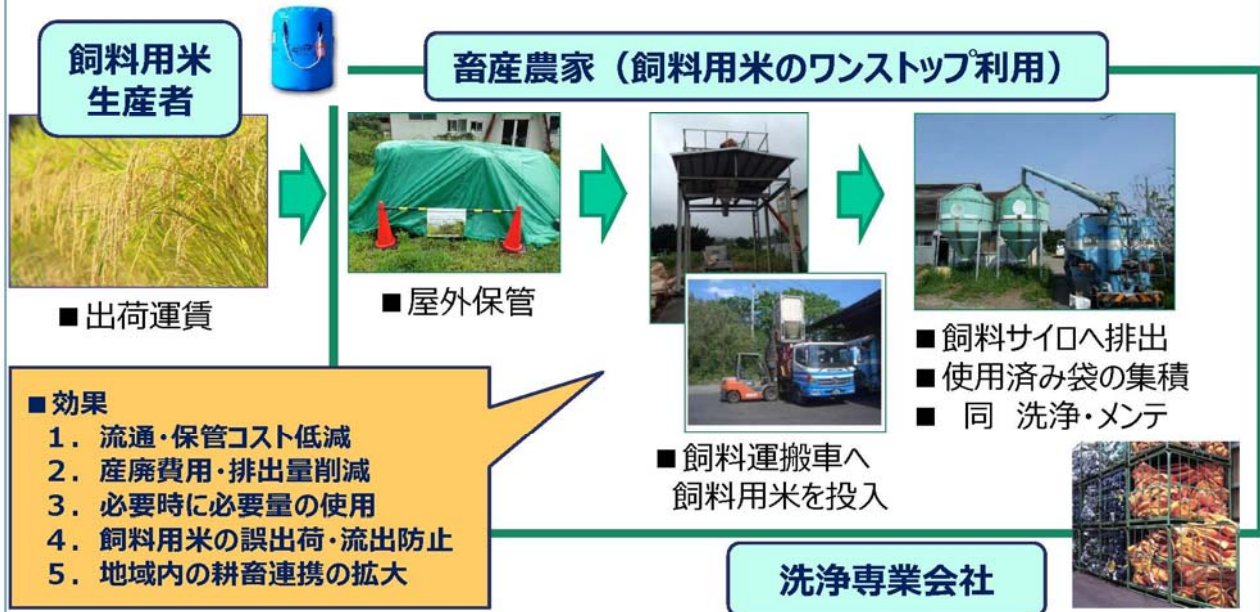 飼料用米
生産者
畜産農家（飼料用米のワンストップ利用）
■出荷運賃
■屋外保管
■飼料運搬車へ
飼料用米を投入
■飼料サイロへ排出
■使用済み袋の集積
■ 同 洗浄・メンテ
■効果
1．流通・保管コスト低減
2．産廃費用・排出量削減
3．必要時に必要量の使用
4．飼料用米の誤出荷・流出防止
5．地域内の耕畜連携の拡大
洗浄専業会社